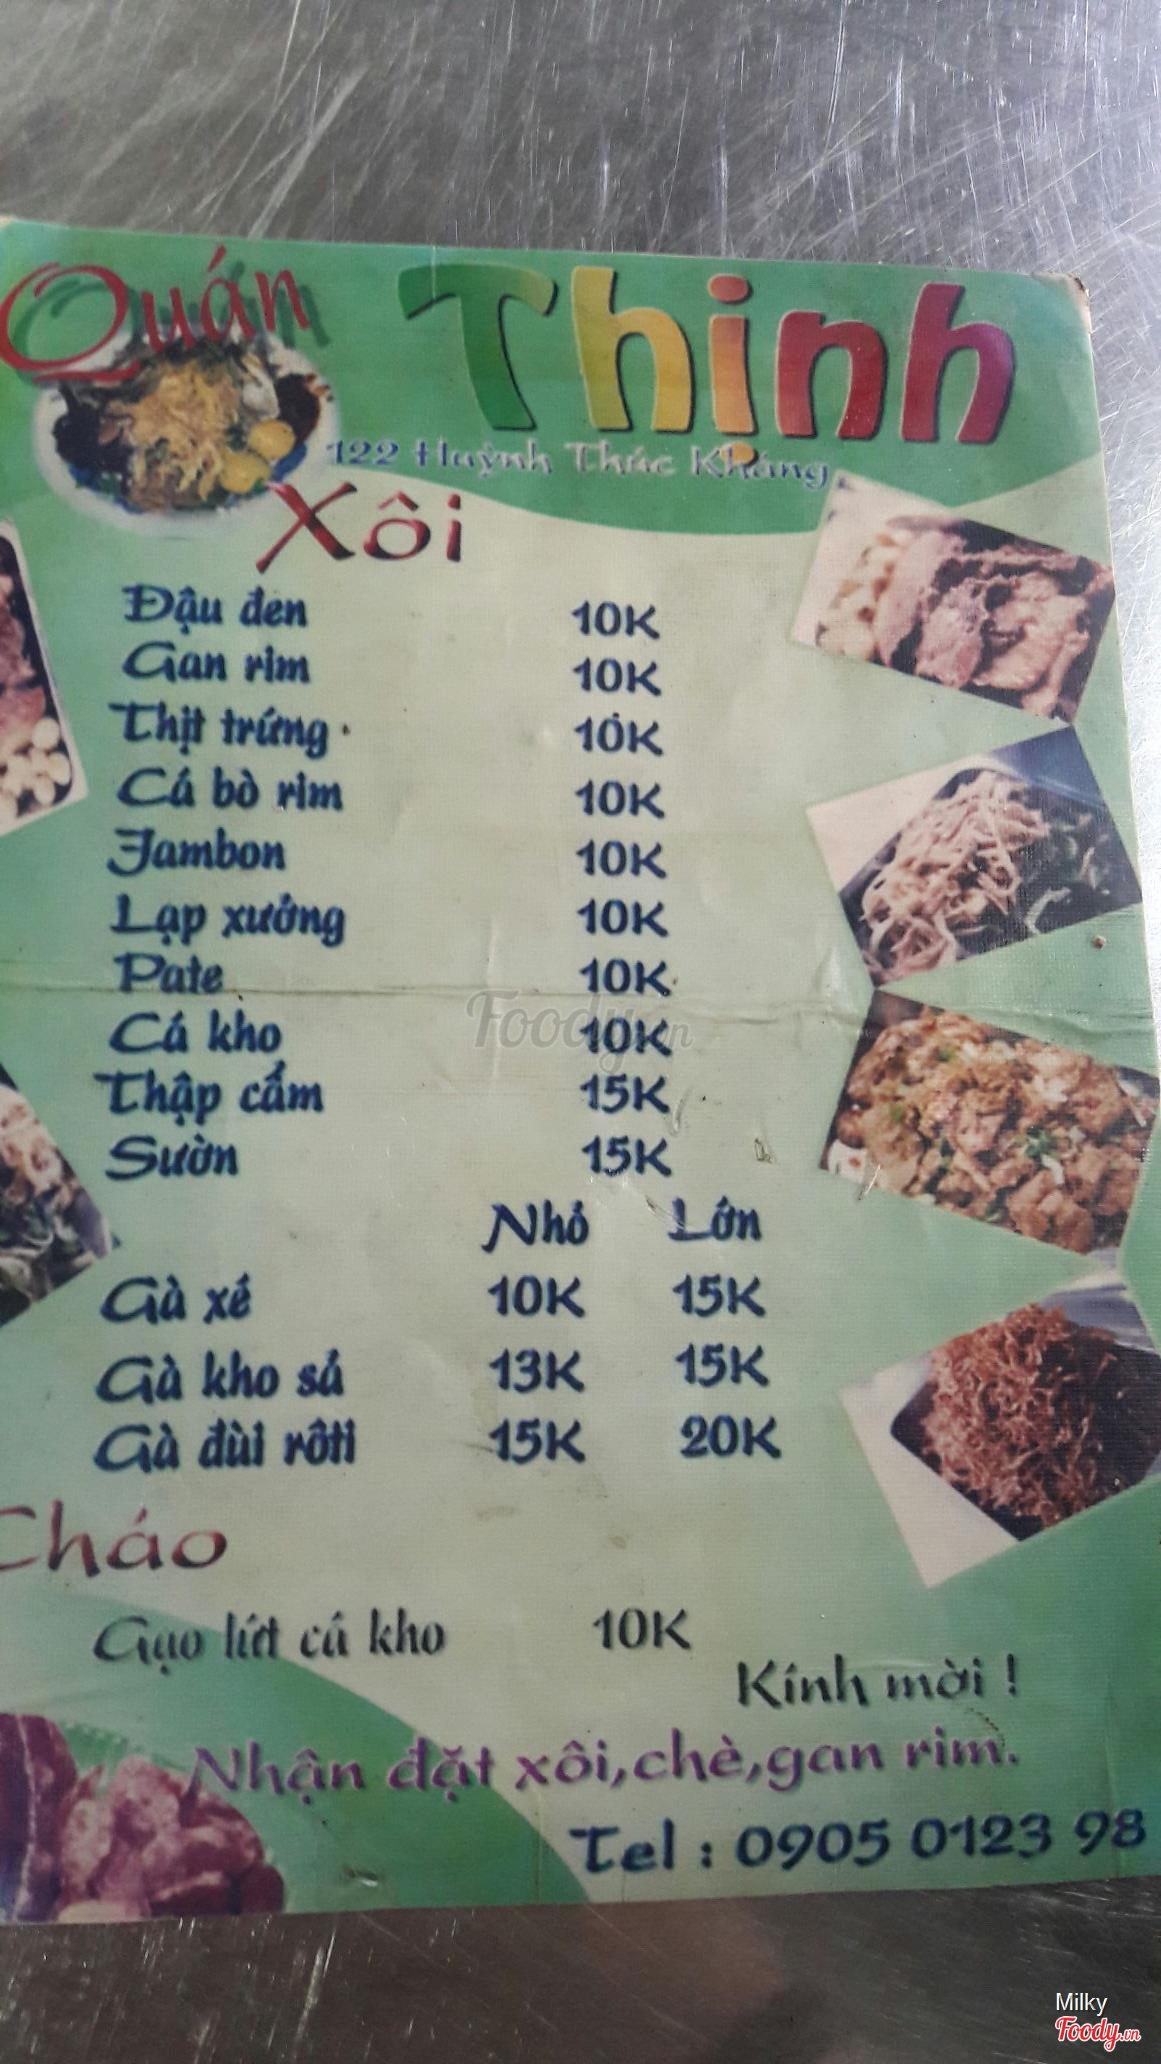 Quán Thịnh
122 Huỳnh Thúc Kháng
Xôi
Đậu đen 10K
Gan rim 10K
Thịt trứng 10K
Cá bò rim 10K
Jambon 10K
Lạp xưởng 10K
Pate 10K
Cá kho 10K
Thập cẩm 15K
Sườn 15K
Nhỏ Lớn
Gà xé 10K 15K
Gà kho sả 13K 15K
Gà đùi rôti 15K 20K
Cháo
Gạo lứt cá kho 10K
Kính mời !
Nhận đặt xôi,chè,gan rim.
Tel : 0905 0123 98
Foody.vn
Milky
Foody.vn